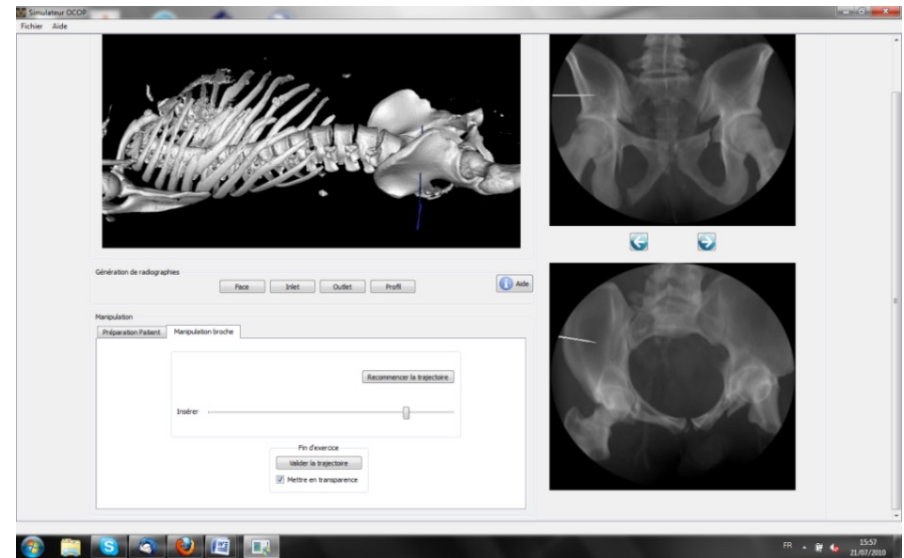 Simulateur OCOP
Fichier Aide
Génération de radiographies
Face Inlet Outlet Profil Aide
Manipulation
Préparation Patient Manipulation broche
Recommencer la trajectoire
Insérer
Fin d'exercice
Valider la trajectoire
Mettre en transparence
FR
15:57
21/07/2010